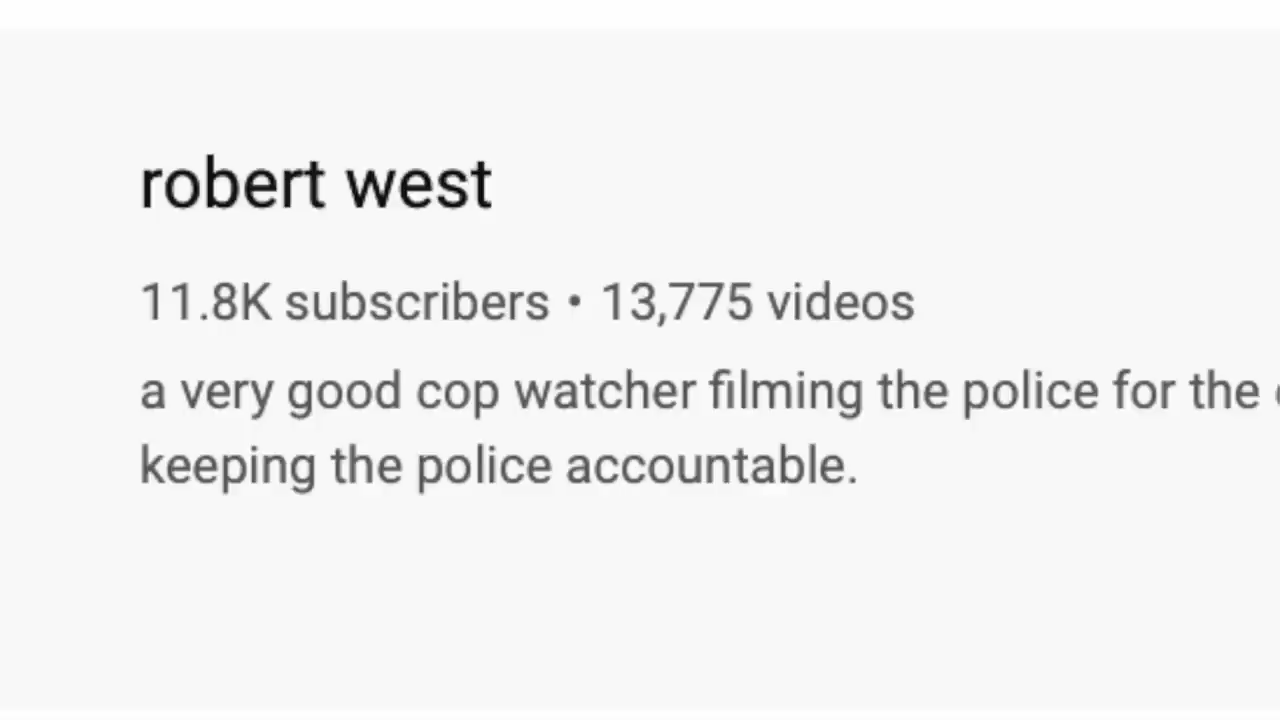 robert west
11.8K subscribers • 13,775 videos
a very good cop watcher filming the police for the
keeping the police accountable.